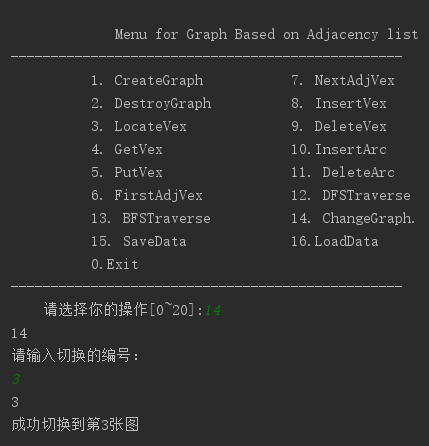 Menu for Graph Based on Adjacency list
-------------------------------------------------
1. CreateGraph 7. NextAdjVex
2. DestroyGraph 8. InsertVex
3. LocateVex 9. DeleteVex
4. GetVex 10.InsertArc
5. PutVex 11. DeleteArc
6. FirstAdjVex 12. DFSTraverse
13. BFSTraverse 14. ChangeGraph.
15. SaveData 16.LoadData
0.Exit
-------------------------------------------------
请选择你的操作[0~20]:14
14
请输入切换的编号:
3
3
成功切换到第3张图